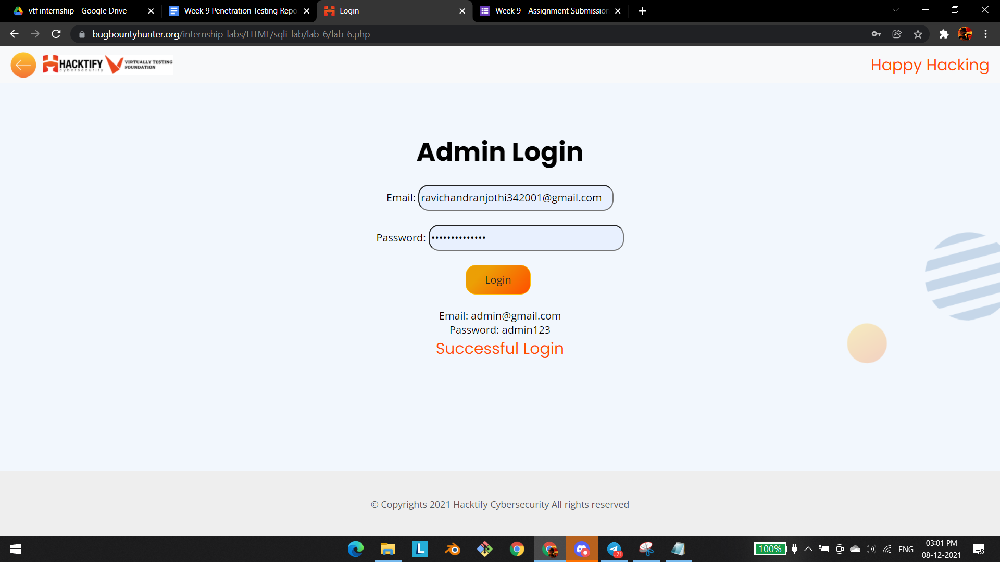 vtf internship - Google Drive
Week 9 Penetration Testing Repo
Login
Week 9 - Assignment Submission
bugbountyhunter.org/internship_labs/HTML/sqli_lab/lab_6/lab_6.php
HACKTIFY
cybersecurity
VIRTUALLY TESTING
FOUNDATION
Happy Hacking
Admin Login
Email: ravichandranjothi342001@gmail.com
Password: ••••••••••••••
Login
Email: admin@gmail.com
Password: admin123
Successful Login
© Copyrights 2021 Hacktify Cybersecurity All rights reserved
L
71
100%
ENG
03:01 PM
08-12-2021